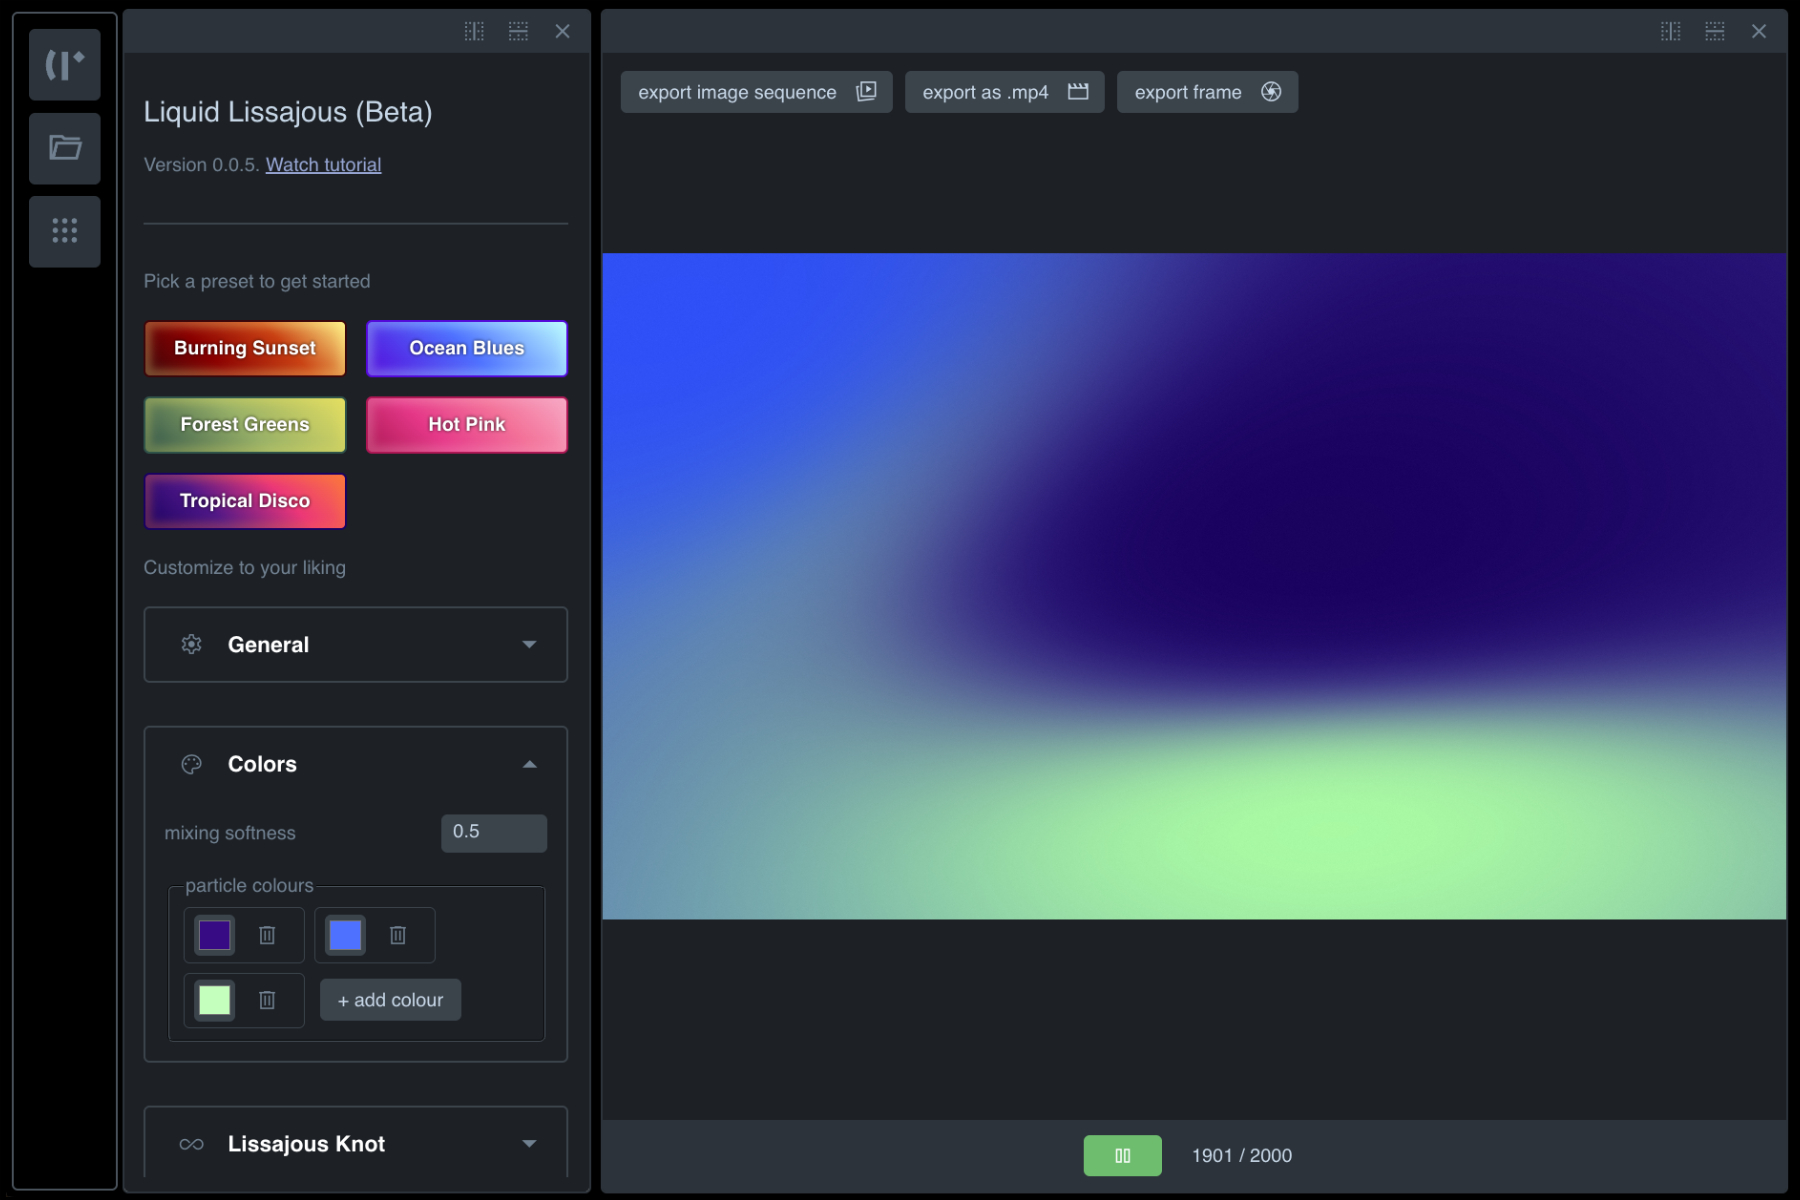 export image sequence
export as .mp4
export frame
Liquid Lissajous (Beta)
Version 0.0.5. Watch tutorial
Pick a preset to get started
Burning Sunset
Ocean Blues
Forest Greens
Hot Pink
Tropical Disco
Customize to your liking
General
Colors
mixing softness
0.5
particle colours
+ add colour
Lissajous Knot
1901 / 2000